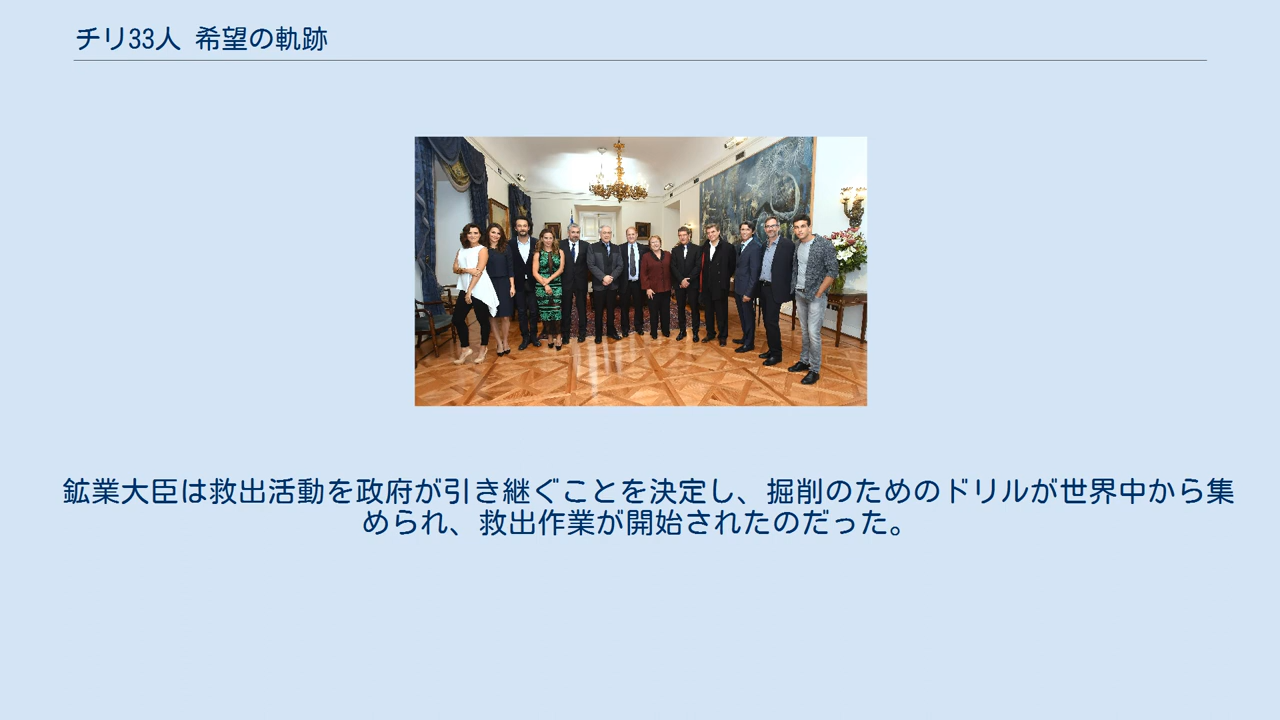 チリ33人 希望の軌跡
鉱業大臣は救出活動を政府が引き継ぐことを決定し、掘削のためのドリルが世界中から集
められ、救出作業が開始されたのだった。